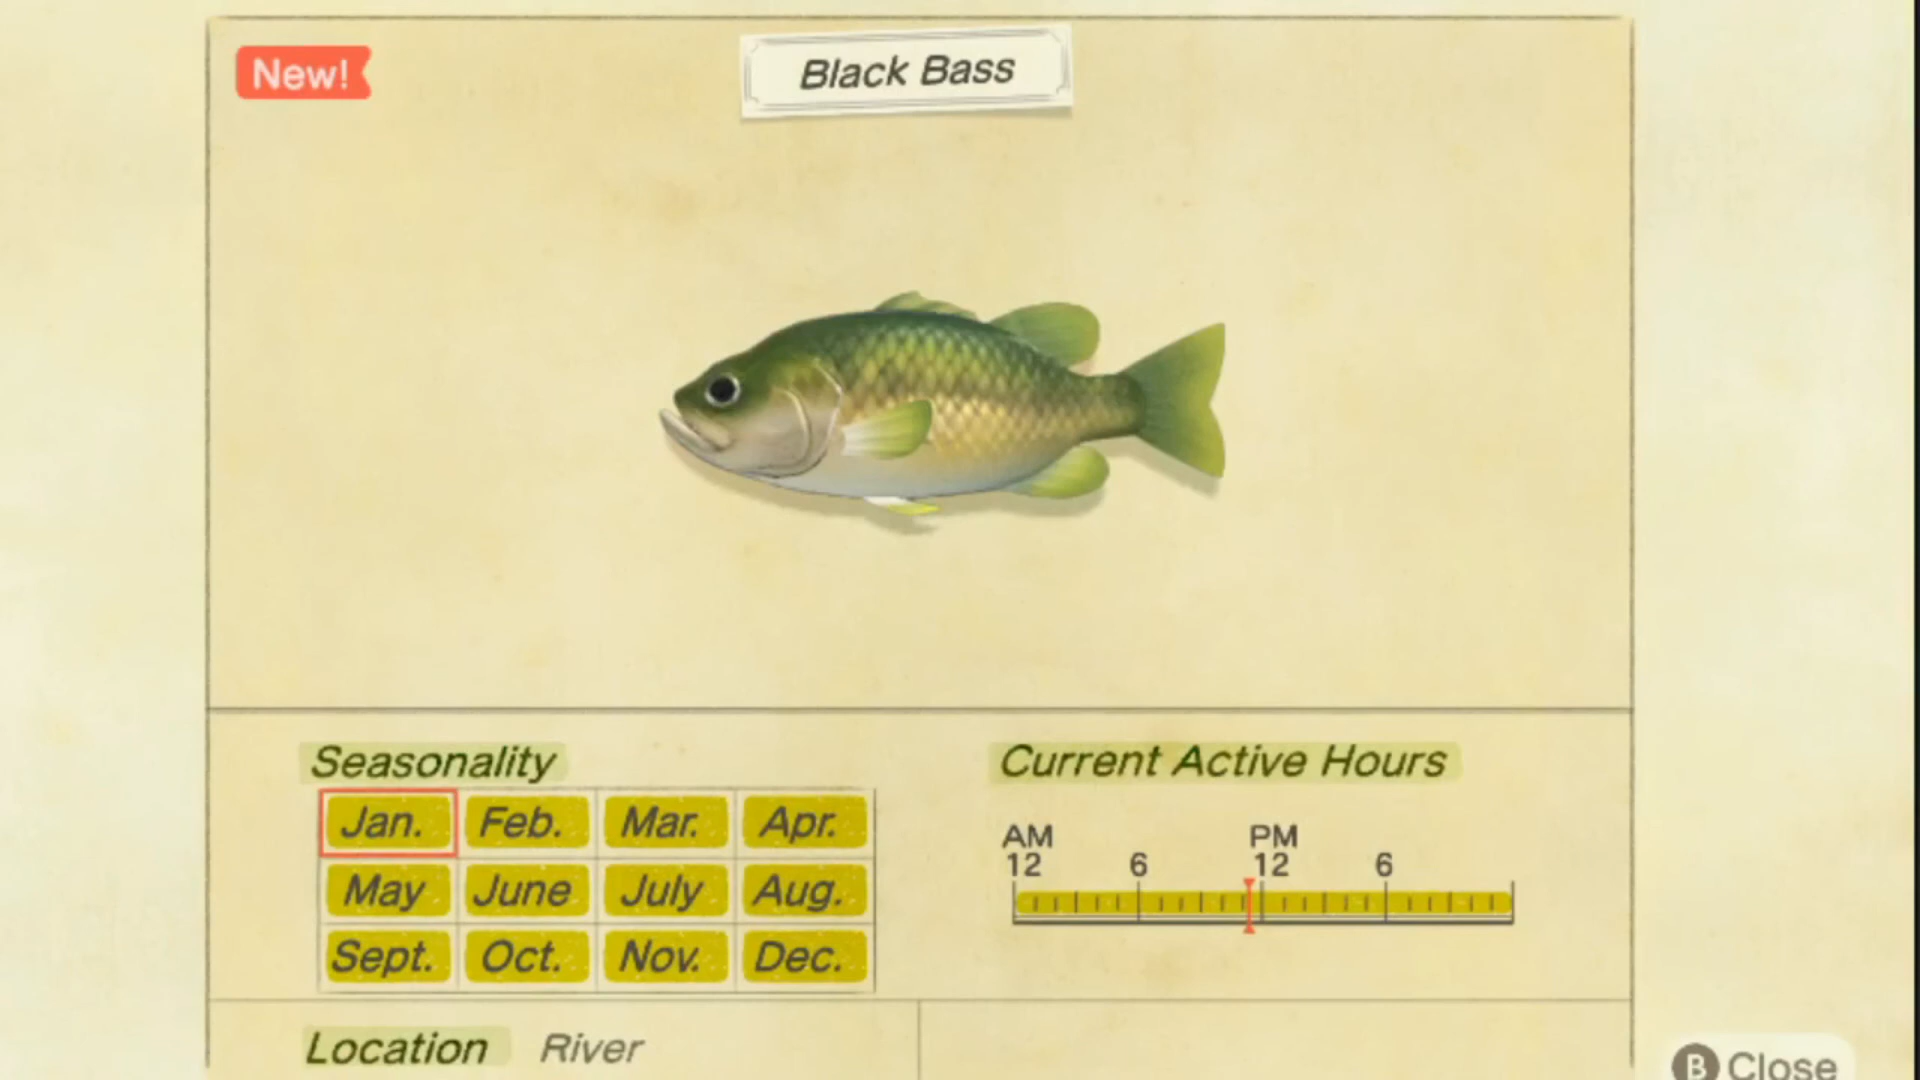 New!
Black Bass
Seasonality
Jan. Feb. Mar. Apr.
May June July Aug.
Sept. Oct. Nov. Dec.
Current Active Hours
AM PM
12 6 12 6
Location River
B Close